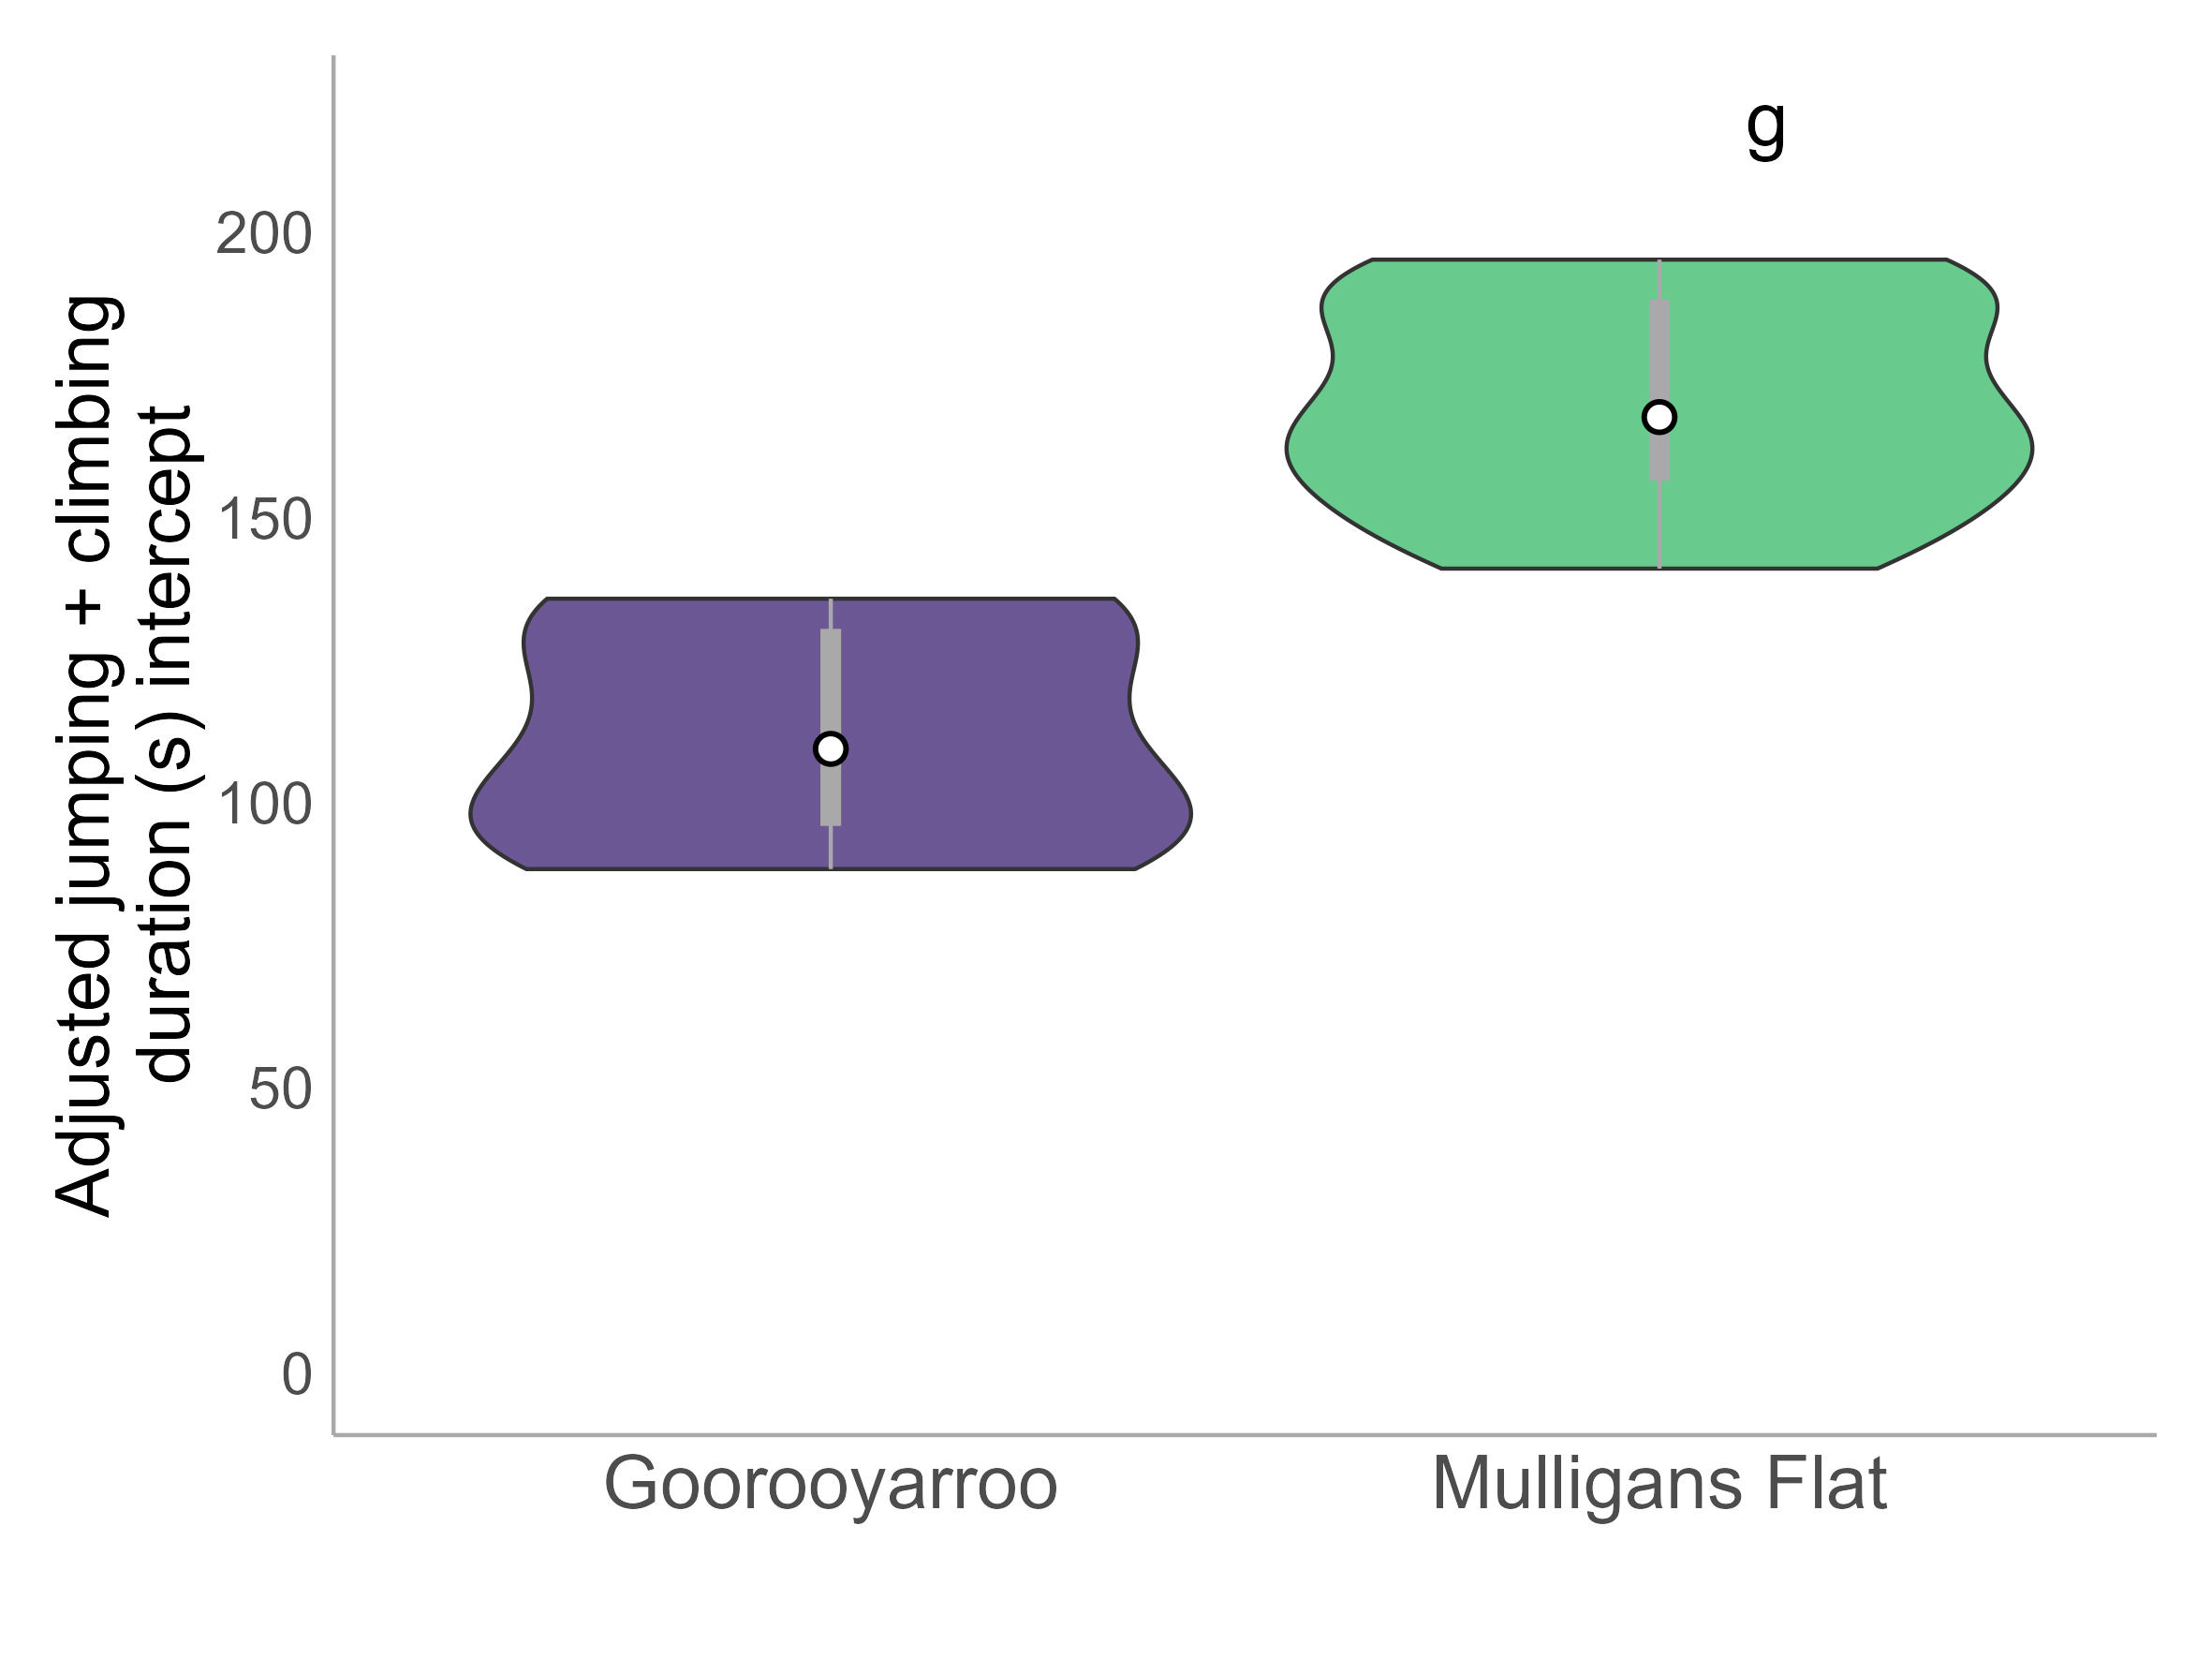 g
Adjusted jumping + climbing
duration (s) intercept
200
150
100
50
0
Goorooyarroo
Mulligans Flat